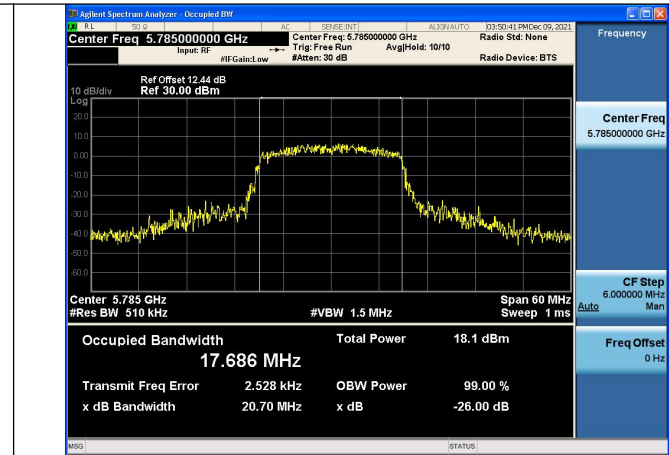 Agilent Spectrum Analyzer - Occupied BW
RL 50 Ω AC SENSE:INT ALIGNAUTO 03:50:41 PM Dec 09, 2021
Center Freq 5.785000000 GHz Center Freq: 5.785000000 GHz Radio Std: None
Input: RF Trig: Free Run Avg|Hold: 10/10
#IFGain:Low #Atten: 30 dB Radio Device: BTS
Ref Offset 12.44 dB
10 dB/div Ref 30.00 dBm
Log
20.0
10.0
0.00
-10.0
-20.0
-30.0
-40.0
-50.0
-60.0
Center 5.785 GHz Span 60 MHz
#Res BW 510 kHz #VBW 1.5 MHz Sweep 1 ms
Occupied Bandwidth Total Power 18.1 dBm
17.686 MHz
Transmit Freq Error 2.528 kHz OBW Power 99.00 %
x dB Bandwidth 20.70 MHz x dB -26.00 dB
MSG STATUS
Frequency
Center Freq
5.785000000 GHz
CF Step
6.000000 MHz
Auto Man
Freq Offset
0 Hz